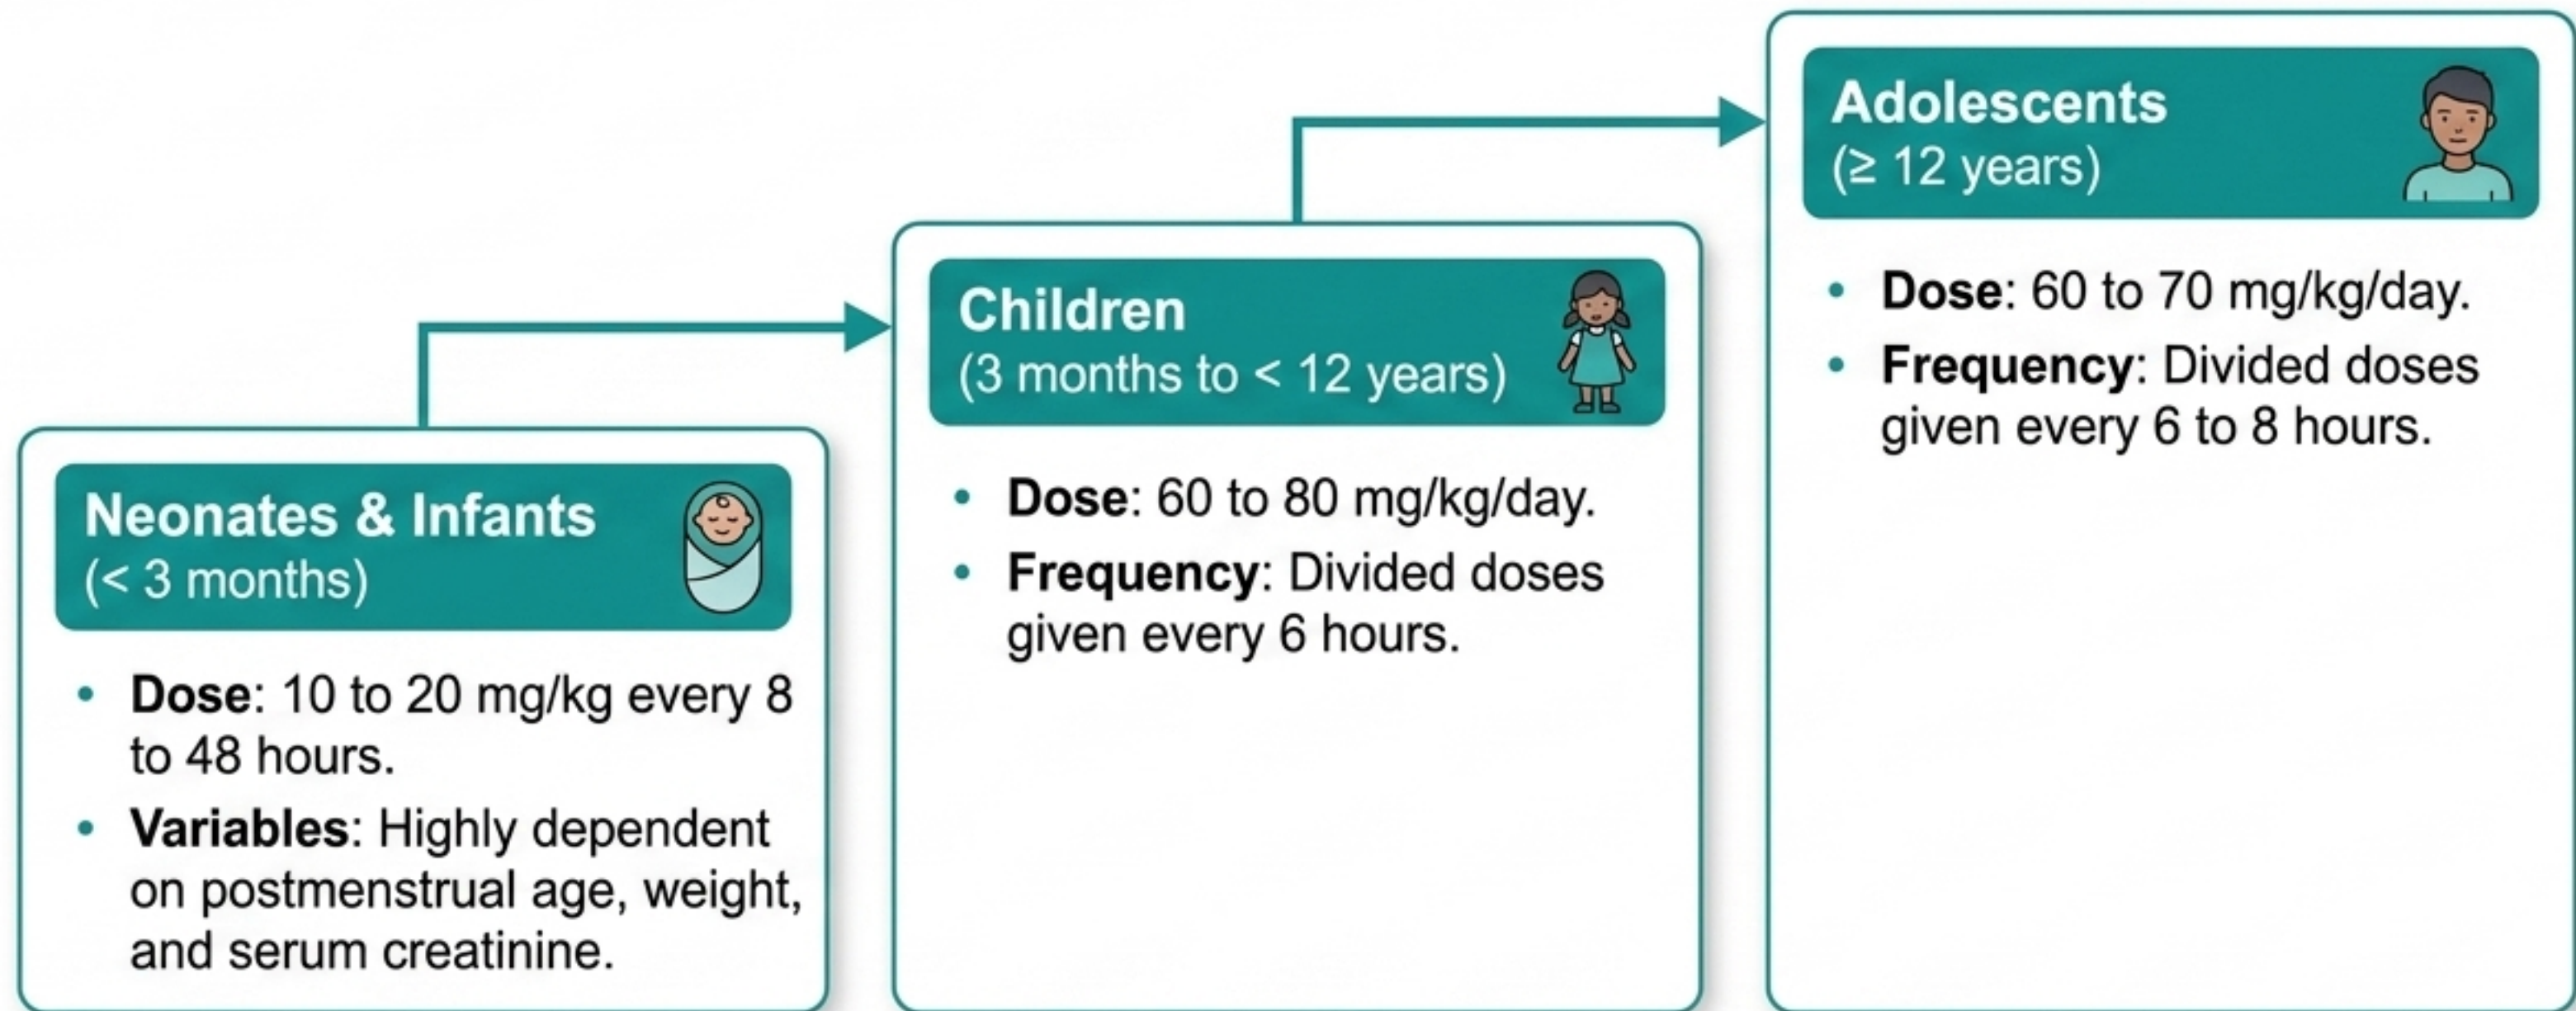 Neonates & Infants
(< 3 months)
• Dose: 10 to 20 mg/kg every 8
to 48 hours.
• Variables: Highly dependent
on postmenstrual age, weight,
and serum creatinine.
Children
(3 months to < 12 years)
• Dose: 60 to 80 mg/kg/day.
• Frequency: Divided doses
given every 6 hours.
Adolescents
(≥ 12 years)
• Dose: 60 to 70 mg/kg/day.
• Frequency: Divided doses
given every 6 to 8 hours.